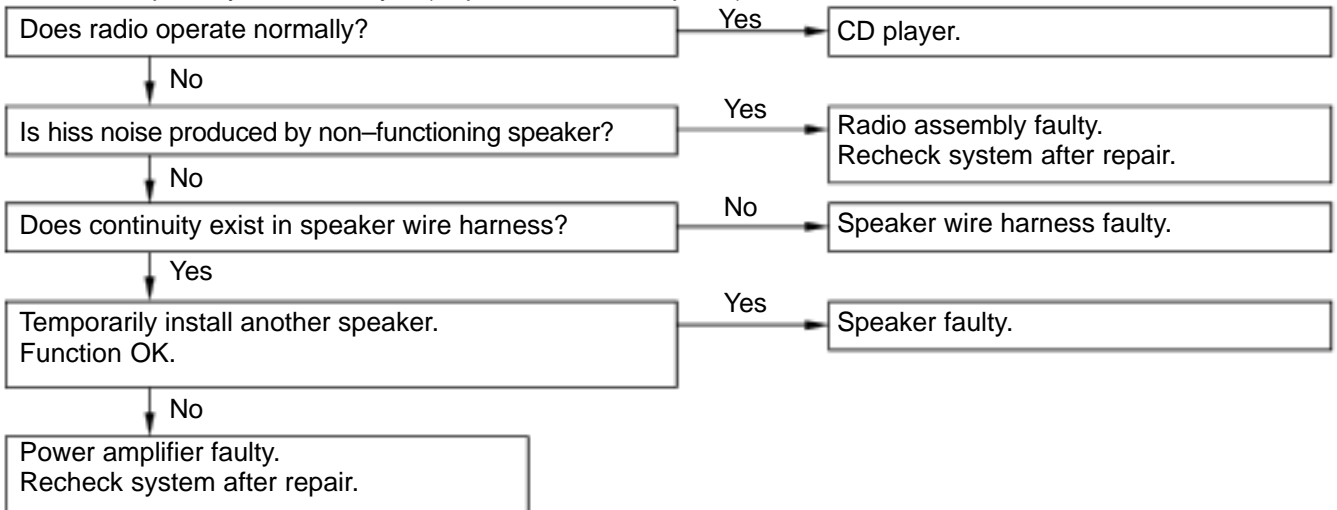 Does radio operate normally?
Yes
CD player.
No
Is hiss noise produced by non–functioning speaker?
Yes
Radio assembly faulty.
Recheck system after repair.
No
Does continuity exist in speaker wire harness?
No
Speaker wire harness faulty.
Yes
Temporarily install another speaker.
Function OK.
Yes
Speaker faulty.
No
Power amplifier faulty.
Recheck system after repair.